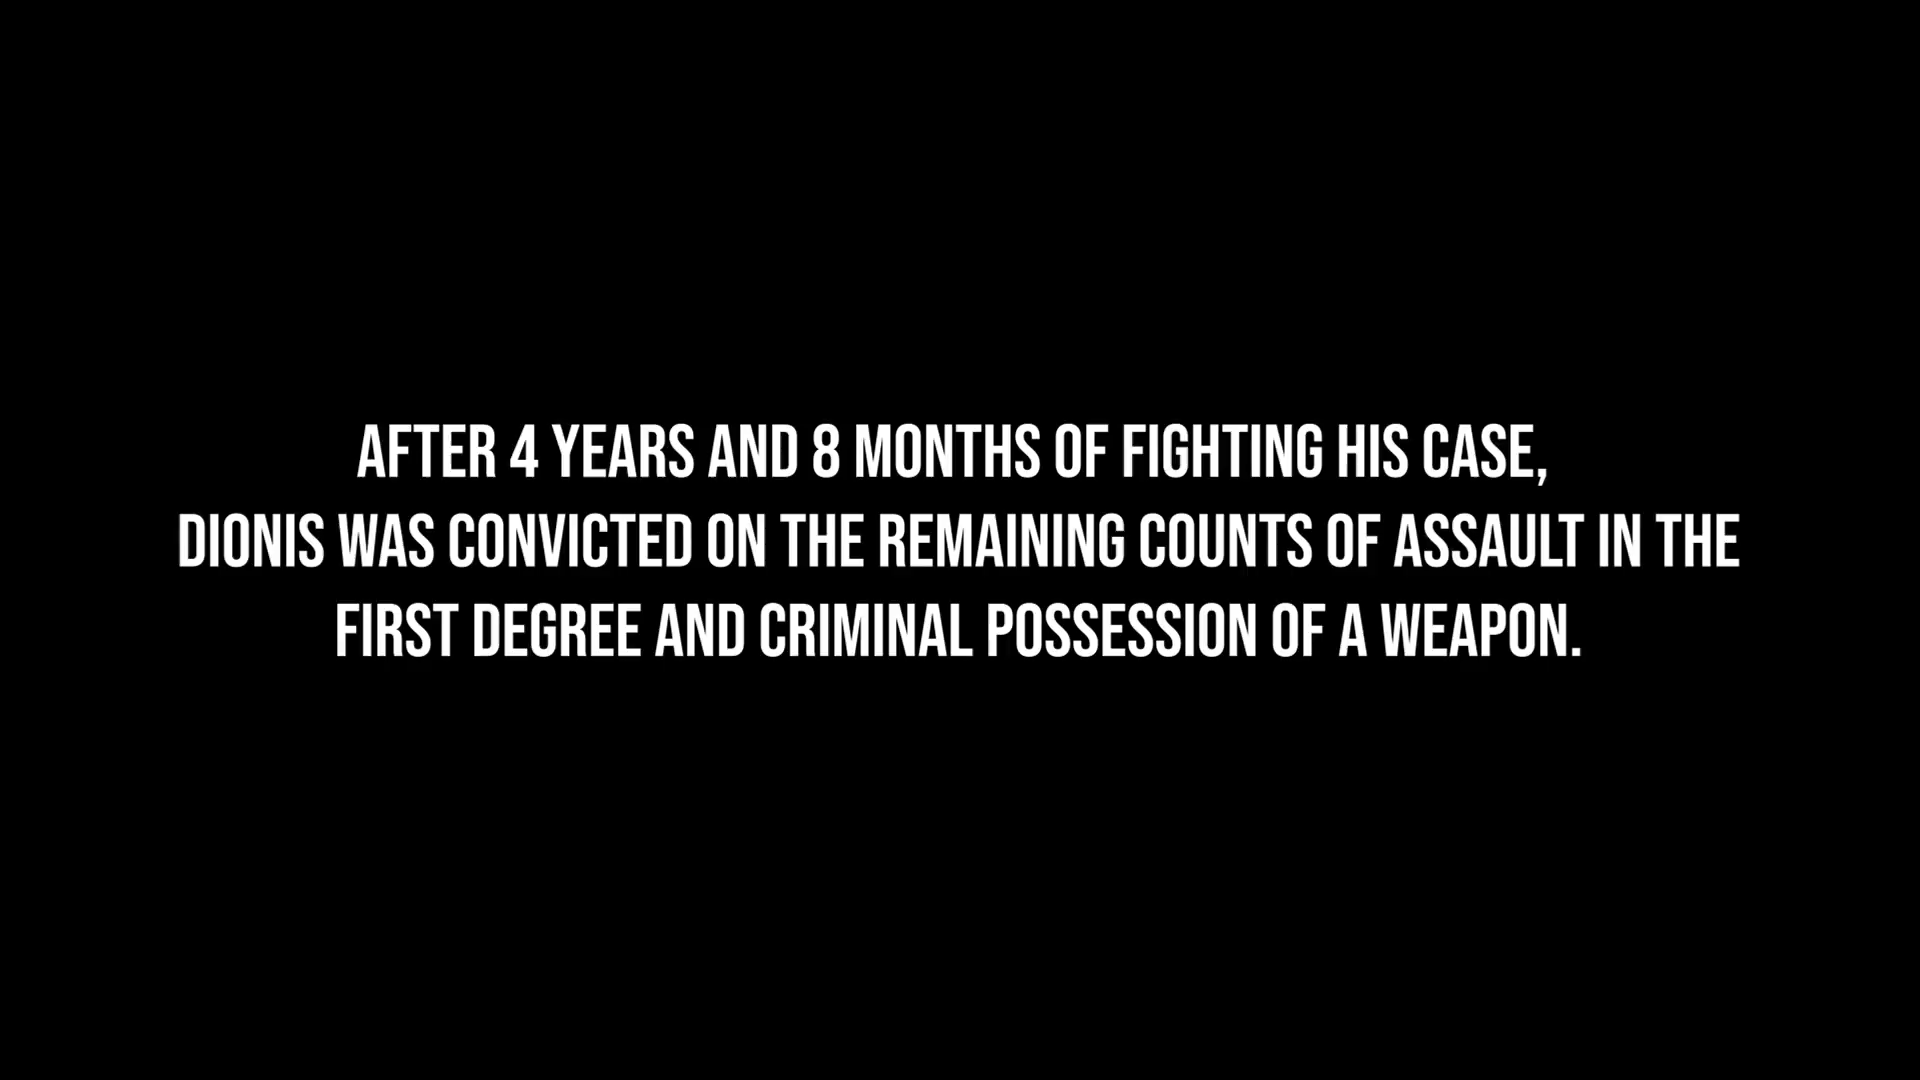 AFTER 4 YEARS AND 8 MONTHS OF FIGHTING HIS CASE,
DIONIS WAS CONVICTED ON THE REMAINING COUNTS OF ASSAULT IN THE
FIRST DEGREE AND CRIMINAL POSSESSION OF A WEAPON.